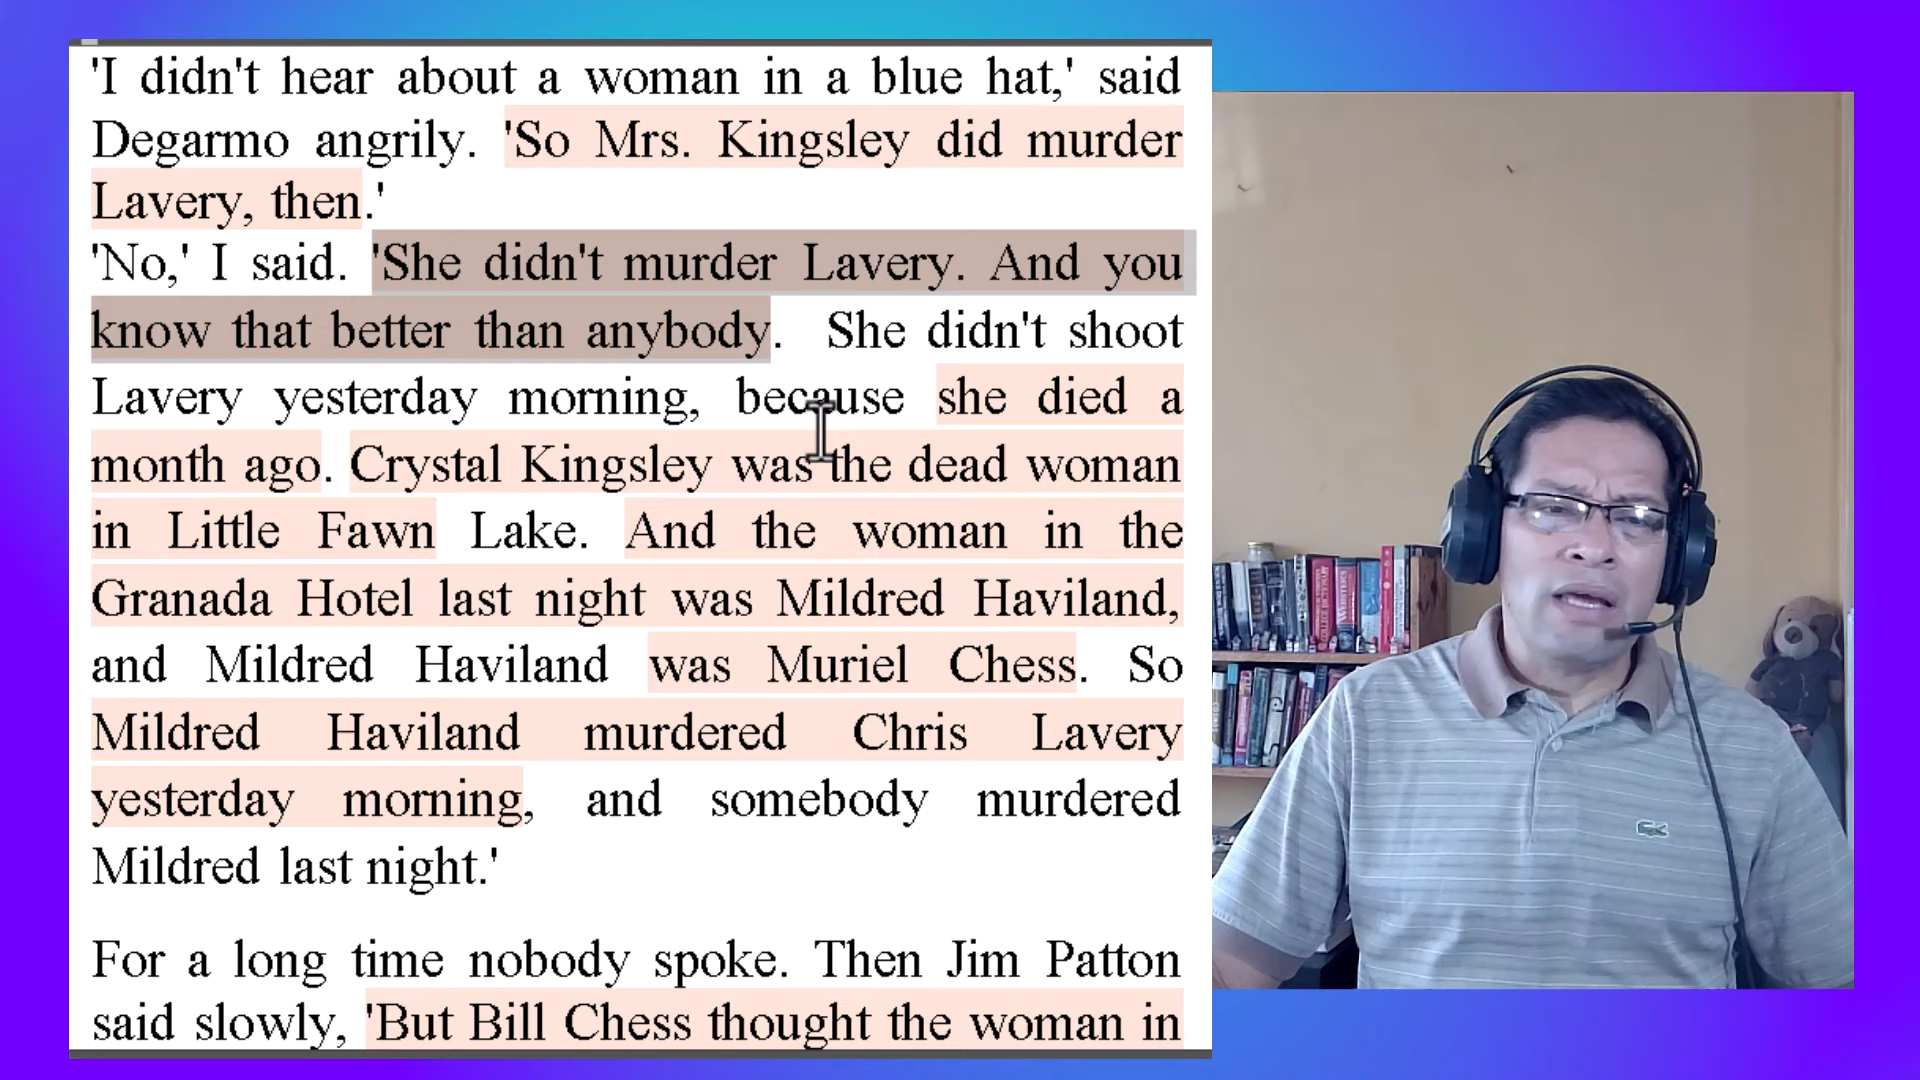 'I didn't hear about a woman in a blue hat,' said
Degarmo angrily. 'So Mrs. Kingsley did murder
Lavery, then.'
'No,' I said. 'She didn't murder Lavery. And you
know that better than anybody. She didn't shoot
Lavery yesterday morning, because she died a
month ago. Crystal Kingsley was the dead woman
in Little Fawn Lake. And the woman in the
Granada Hotel last night was Mildred Haviland,
and Mildred Haviland was Muriel Chess. So
Mildred Haviland murdered Chris Lavery
yesterday morning, and somebody murdered
Mildred last night.'
For a long time nobody spoke. Then Jim Patton
said slowly, 'But Bill Chess thought the woman in